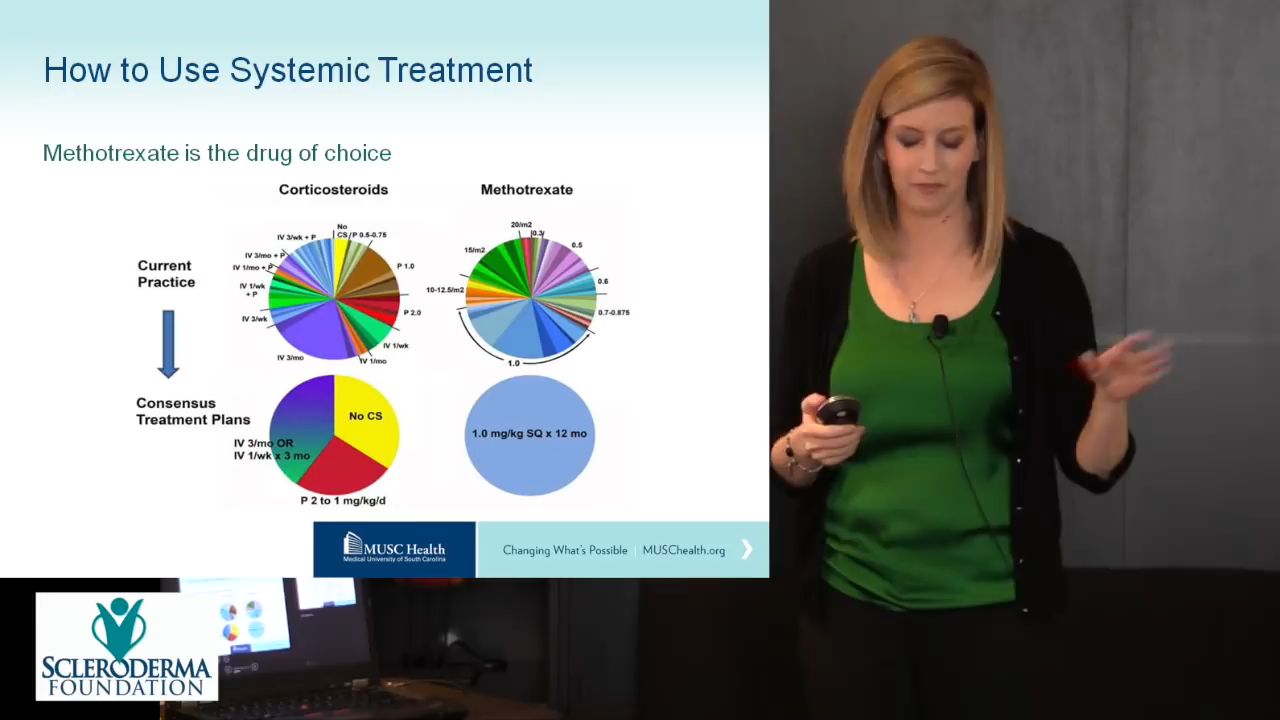 How to Use Systemic Treatment
Methotrexate is the drug of choice
Corticosteroids
Methotrexate
Current
Practice
No
CS
P 0.5-0.75
P 1.0
P 2.0
IV 1/wk
IV 1/mo
IV 3/mo
IV 3/wk
IV 1/wk
+ P
IV 1/mo + P
IV 3/mo + P
IV 3/wk + P
20/m2
0.3
0.5
0.6
0.7-0.875
1.0
10-12.5/m2
15/m2
Consensus
Treatment Plans
No CS
IV 3/mo OR
IV 1/wk x 3 mo
P 2 to 1 mg/kg/d
1.0 mg/kg SQ x 12 mo
MUSC Health
Medical University of South Carolina
Changing What's Possible | MUSChealth.org
SCLERODERMA
FOUNDATION